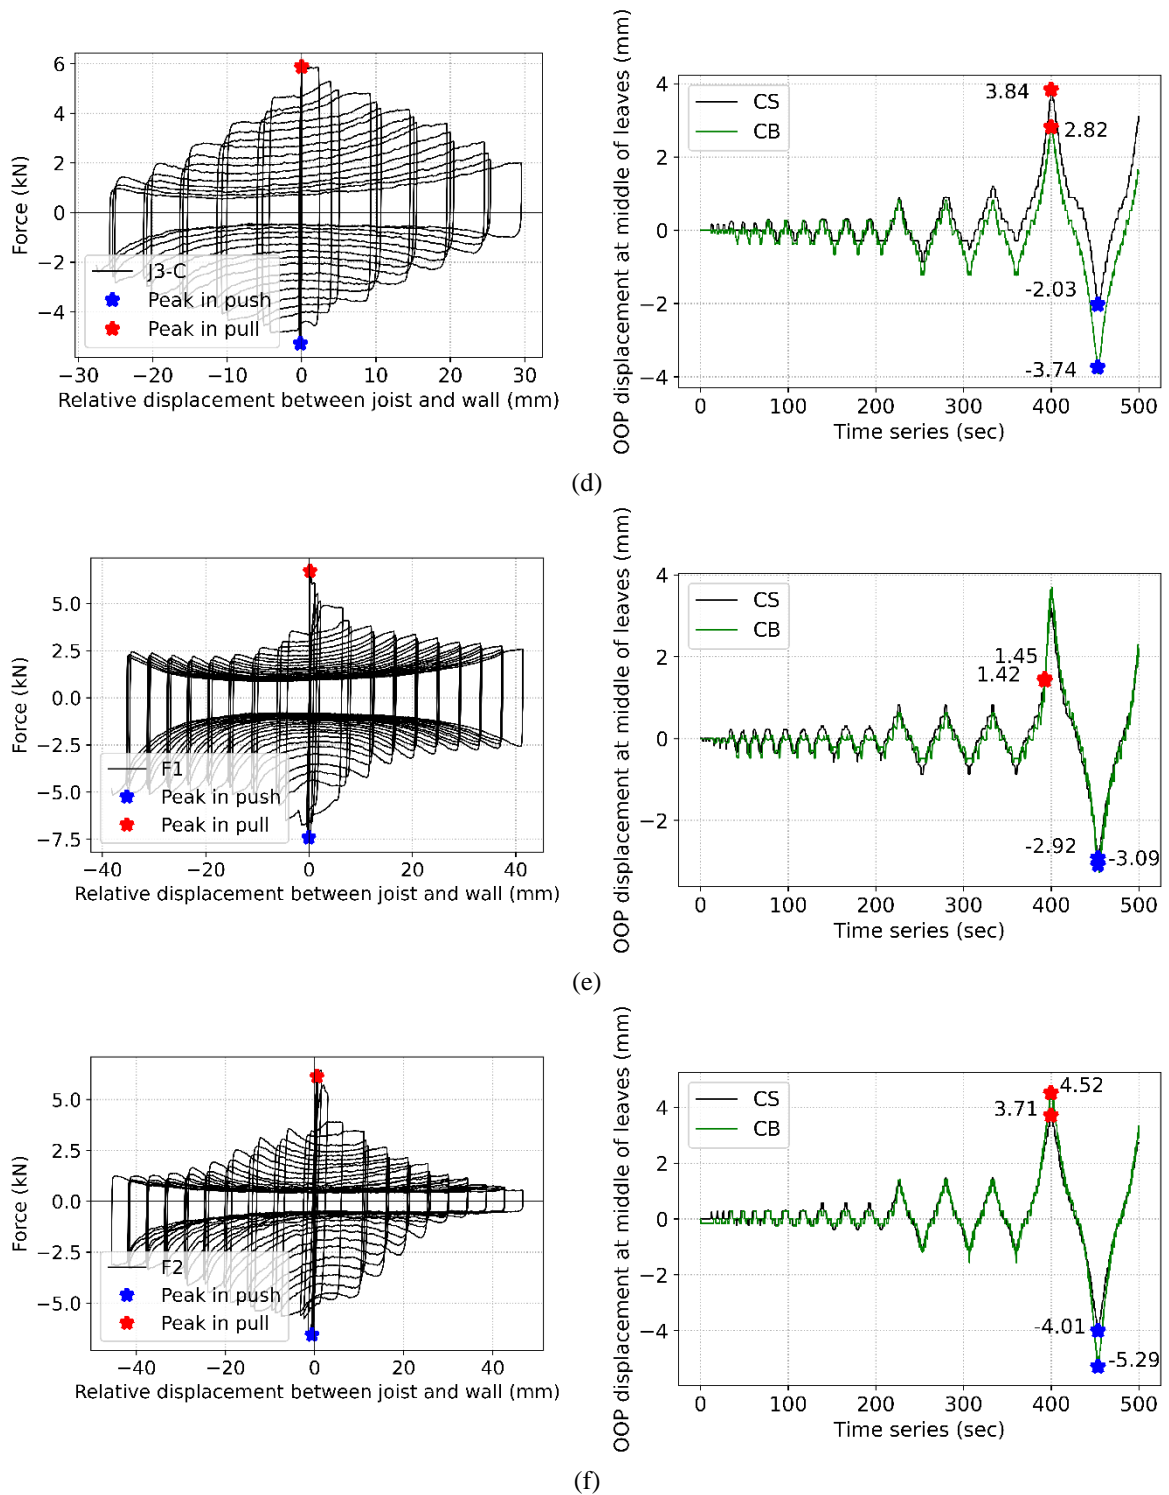 6
4
2
0
−2
−4
Force (kN)
J3-C
Peak in push
Peak in pull
−30 −20 −10 0 10 20 30
Relative displacement between joist and wall (mm)
OOP displacement at middle of leaves (mm)
4
2
0
−2
−4
CS
CB
3.84
2.82
-2.03
-3.74
0 100 200 300 400 500
Time series (sec)
(d)
5.0
2.5
0.0
−2.5
−5.0
−7.5
Force (kN)
F1
Peak in push
Peak in pull
−40 −20 0 20 40
Relative displacement between joist and wall (mm)
OOP displacement at middle of leaves (mm)
4
2
0
−2
CS
CB
1.45
1.42
-2.92
-3.09
0 100 200 300 400 500
Time series (sec)
(e)
5.0
2.5
0.0
−2.5
−5.0
Force (kN)
F2
Peak in push
Peak in pull
−40 −20 0 20 40
Relative displacement between joist and wall (mm)
OOP displacement at middle of leaves (mm)
4
2
0
−2
−4
CS
CB
4.52
3.71
-4.01
-5.29
0 100 200 300 400 500
Time series (sec)
(f)